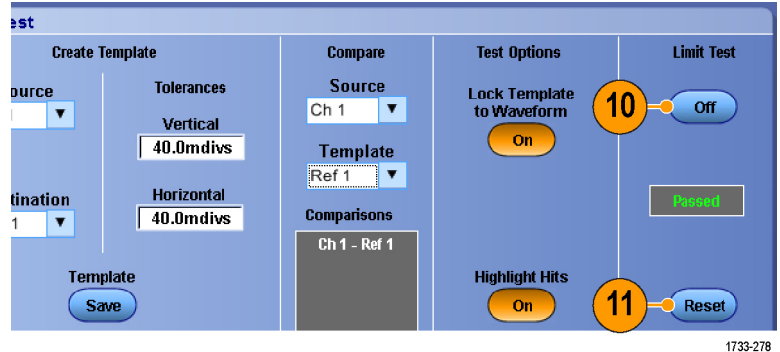 est
Create Template
Compare
Test Options
Limit Test
ource
Tolerances
Source
Lock Template
to Waveform
10
Off
Vertical
Ch 1
On
40.0mdivs
Template
Ref 1
Passed
tination
Horizontal
1
40.0mdivs
Comparisons
Ch 1 - Ref 1
Template
Save
Highlight Hits
On
11
Reset
1733-278